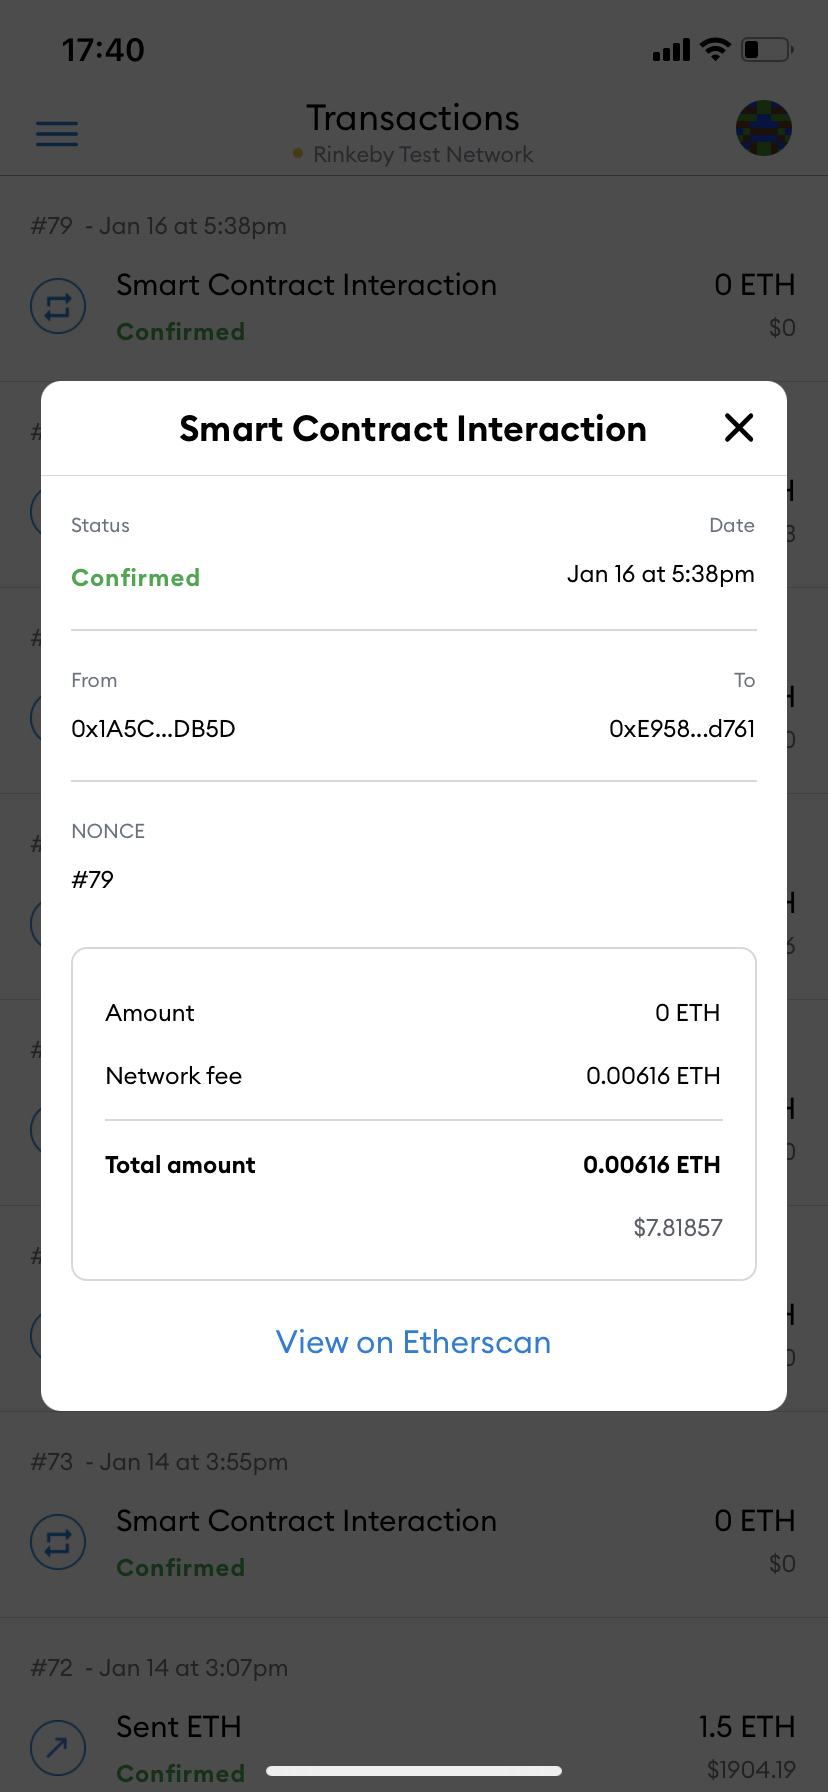 17:40
Transactions
Rinkeby Test Network
#79 - Jan 16 at 5:38pm
Smart Contract Interaction 0 ETH
Confirmed $0
Smart Contract Interaction
Status Date
Confirmed Jan 16 at 5:38pm
From To
0x1A5C...DB5D 0xE958...d761
NONCE
#79
Amount 0 ETH
Network fee 0.00616 ETH
Total amount 0.00616 ETH
$7.81857
View on Etherscan
#73 - Jan 14 at 3:55pm
Smart Contract Interaction 0 ETH
Confirmed $0
#72 - Jan 14 at 3:07pm
Sent ETH 1.5 ETH
Confirmed $1904.19